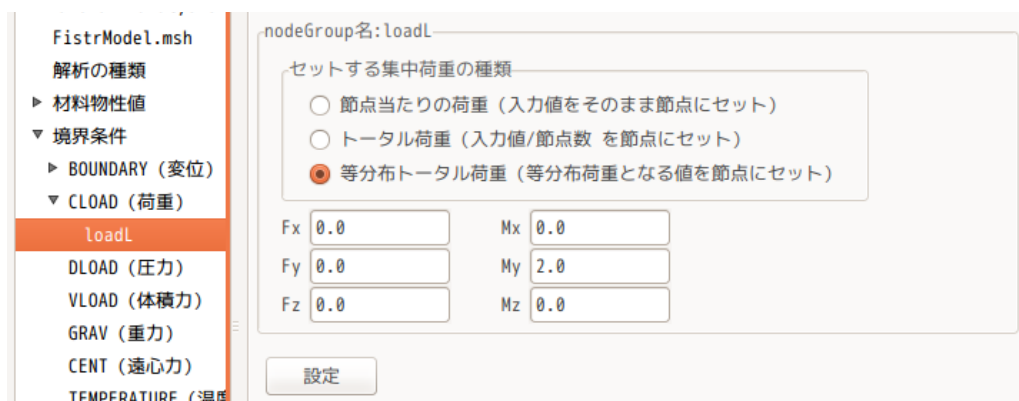 FistrModel.msh
解析の種類
材料物性値
境界条件
BOUNDARY (変位)
CLOAD (荷重)
loadL
DLOAD (圧力)
VLOAD (体積力)
GRAV (重力)
CENT (遠心力)
TEMPERATURE (温度
nodeGroup名:loadL
セットする集中荷重の種類
節点当たりの荷重 (入力値をそのまま節点にセット)
トータル荷重 (入力値/節点数 を節点にセット)
等分布トータル荷重 (等分布荷重となる値を節点にセット)
Fx 0.0 Mx 0.0
Fy 0.0 My 2.0
Fz 0.0 Mz 0.0
設定